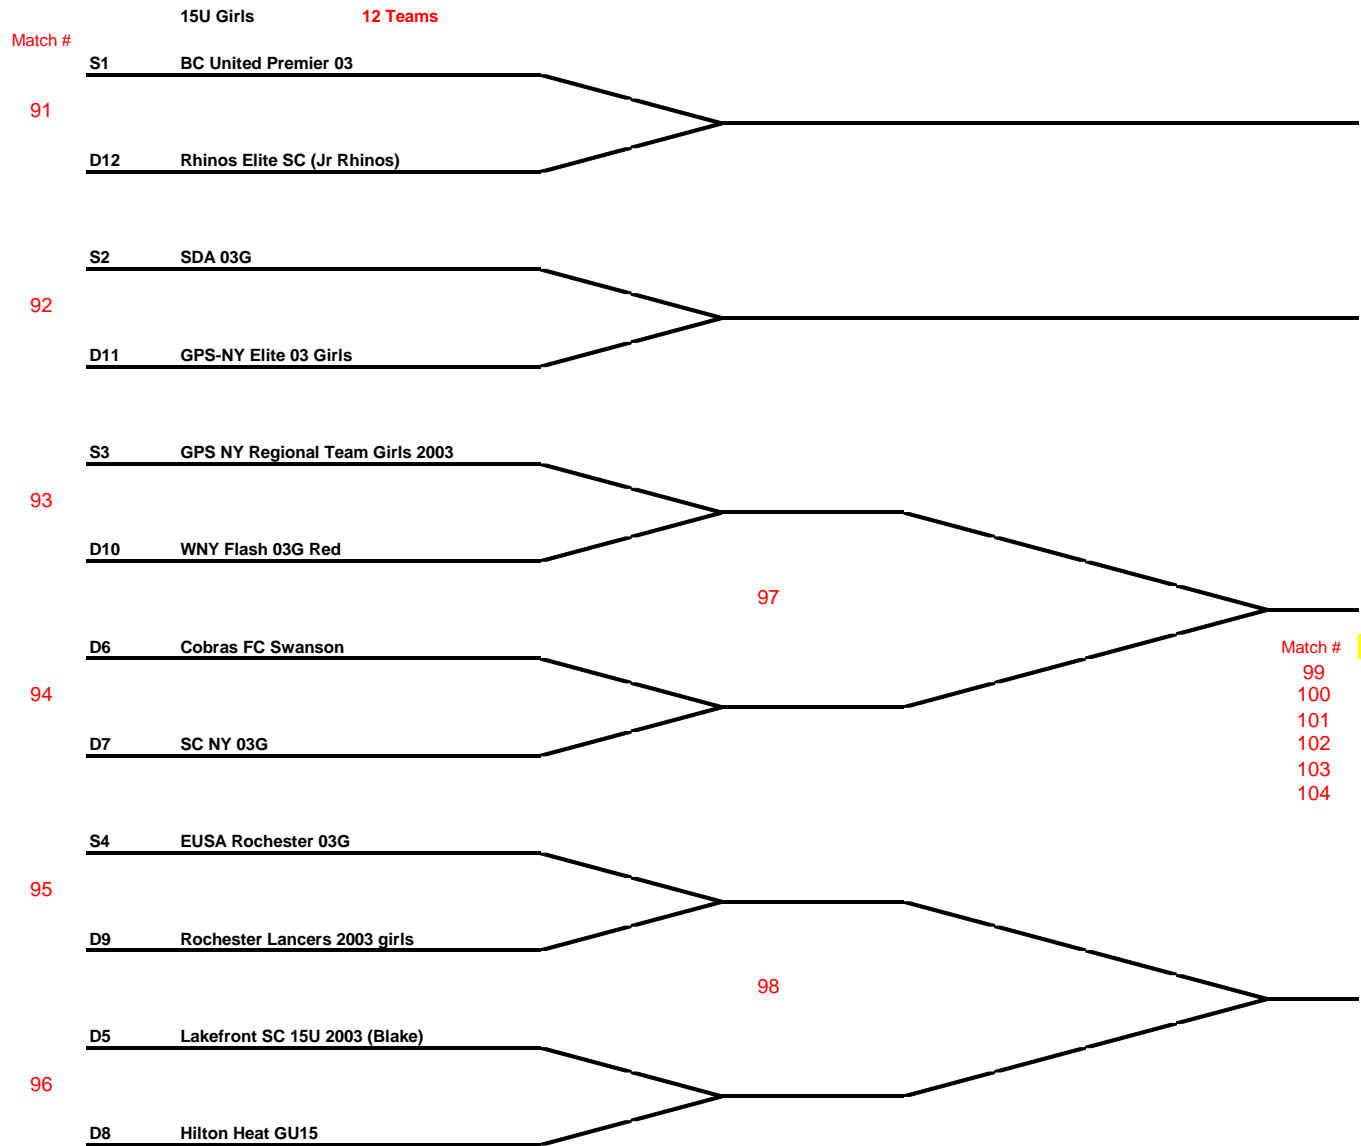 15U Girls 12 Teams
Match #
S1 BC United Premier 03
91
D12 Rhinos Elite SC (Jr Rhinos)
S2 SDA 03G
92
D11 GPS-NY Elite 03 Girls
S3 GPS NY Regional Team Girls 2003
93
D10 WNY Flash 03G Red
97
D6 Cobras FC Swanson
Match #
99
94
100
101
D7 SC NY 03G
102
103
104
S4 EUSA Rochester 03G
95
D9 Rochester Lancers 2003 girls
98
D5 Lakefront SC 15U 2003 (Blake)
96
D8 Hilton Heat GU15